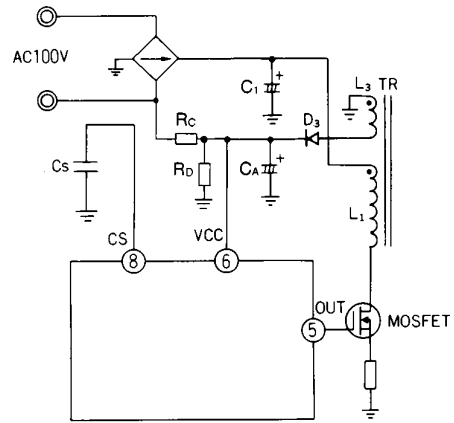 AC100V
C1
+
L3
TR
RC
D3
CS
RD
CA
+
L1
CS
VCC
8
6
OUT
5
MOSFET